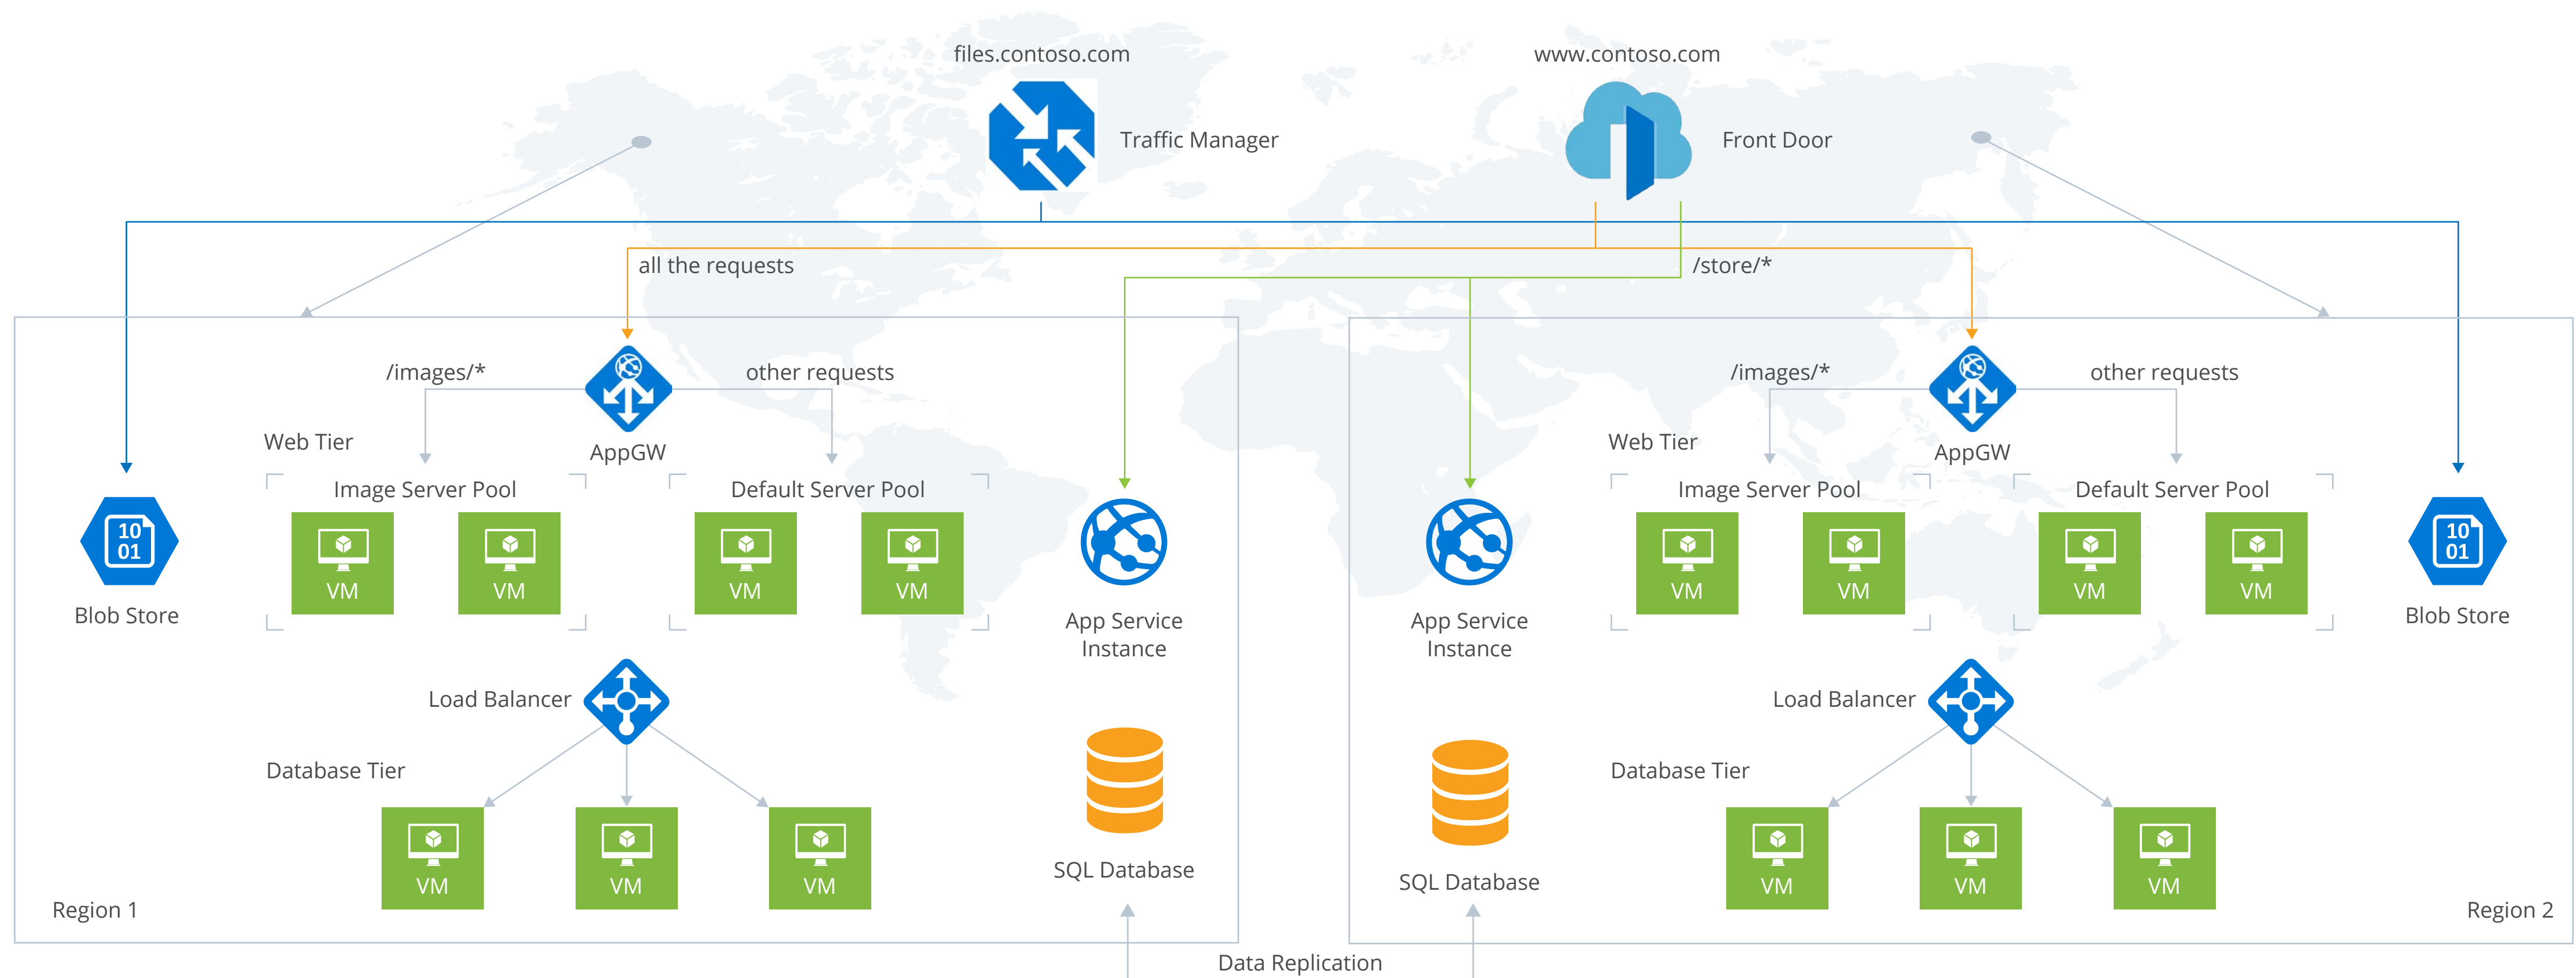 files.contoso.com
www.contoso.com
Traffic Manager
Front Door
all the requests
/store/*
/images/*
other requests
Web Tier
AppGW
Image Server Pool
Default Server Pool
10
01
VM
VM
VM
VM
Blob Store
App Service
Instance
Load Balancer
Database Tier
VM
VM
VM
SQL Database
Region 1
/images/*
other requests
Web Tier
AppGW
Image Server Pool
Default Server Pool
VM
VM
VM
VM
10
01
App Service
Instance
Blob Store
Load Balancer
Database Tier
VM
VM
VM
SQL Database
Region 2
Data Replication